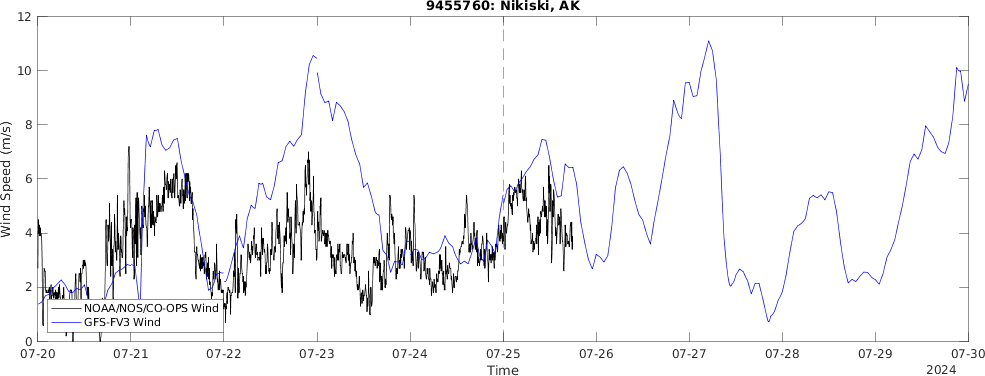 9455760: Nikiski, AK
12
10
8
6
4
2
0
Wind Speed (m/s)
NOAA/NOS/CO-OPS Wind
GFS-FV3 Wind
07-20 07-21 07-22 07-23 07-24 07-25 07-26 07-27 07-28 07-29 07-30
Time
2024